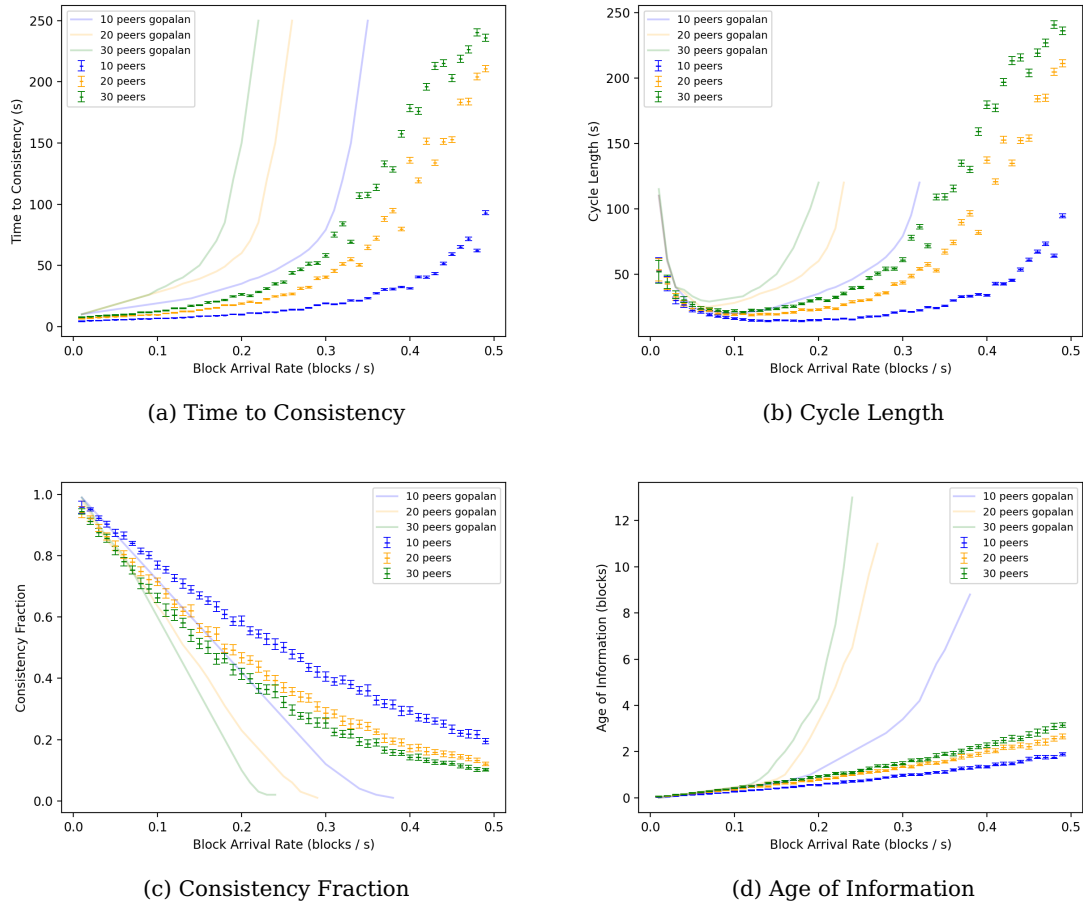 250
200
150
100
50
0
Time to Consistency (s)
10 peers gopalan
20 peers gopalan
30 peers gopalan
10 peers
20 peers
30 peers
0.0 0.1 0.2 0.3 0.4 0.5
Block Arrival Rate (blocks / s)
(a) Time to Consistency
250
200
150
100
50
Cycle Length (s)
10 peers gopalan
20 peers gopalan
30 peers gopalan
10 peers
20 peers
30 peers
0.0 0.1 0.2 0.3 0.4 0.5
Block Arrival Rate (blocks / s)
(b) Cycle Length
1.0
0.8
0.6
0.4
0.2
0.0
Consistency Fraction
10 peers gopalan
20 peers gopalan
30 peers gopalan
10 peers
20 peers
30 peers
0.0 0.1 0.2 0.3 0.4 0.5
Block Arrival Rate (blocks / s)
(c) Consistency Fraction
12
10
8
6
4
2
0
Age of Information (blocks)
10 peers gopalan
20 peers gopalan
30 peers gopalan
10 peers
20 peers
30 peers
0.0 0.1 0.2 0.3 0.4 0.5
Block Arrival Rate (blocks / s)
(d) Age of Information